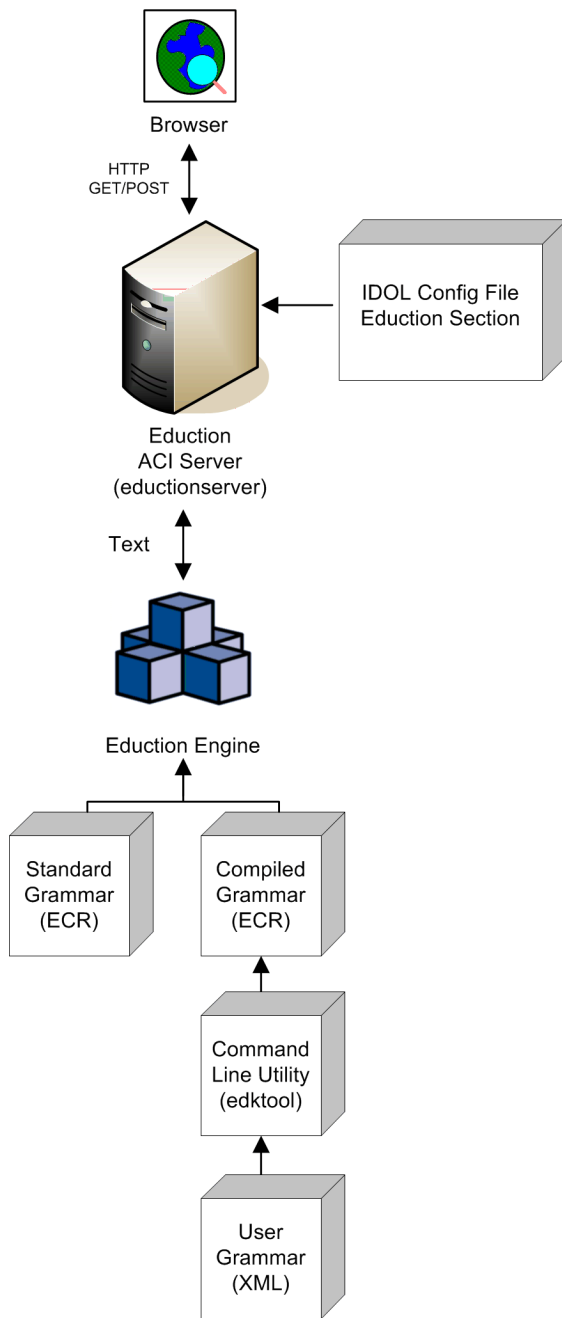 Browser
HTTP
GET/POST
IDOL Config File
Eduction Section
Eduction
ACI Server
(eductionserver)
Text
Eduction Engine
Standard
Grammar
(ECR)
Compiled
Grammar
(ECR)
Command
Line Utility
(edktool)
User
Grammar
(XML)